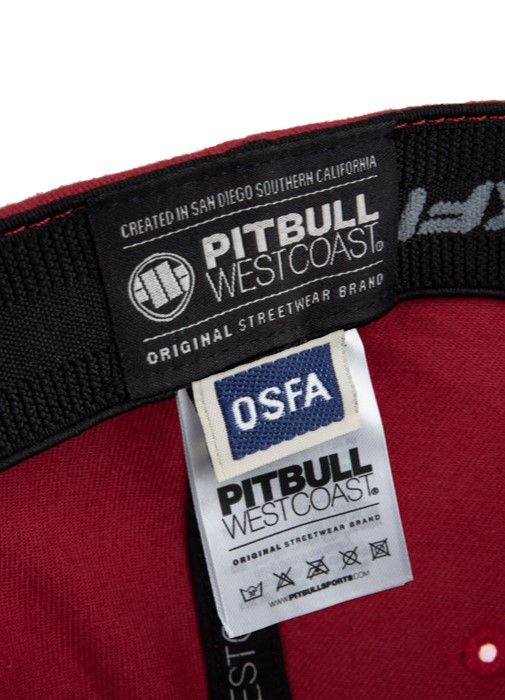 CREATED IN SAN DIEGO SOUTHERN CALIFORNIA
PITBULL
WESTCOAST®
ORIGINAL STREETWEAR BRAND
OSFA
PITBULL
WESTCOAST®
ORIGINAL STREETWEAR BRAND
WWW.PITBULLSPORTS.COM
WESTC